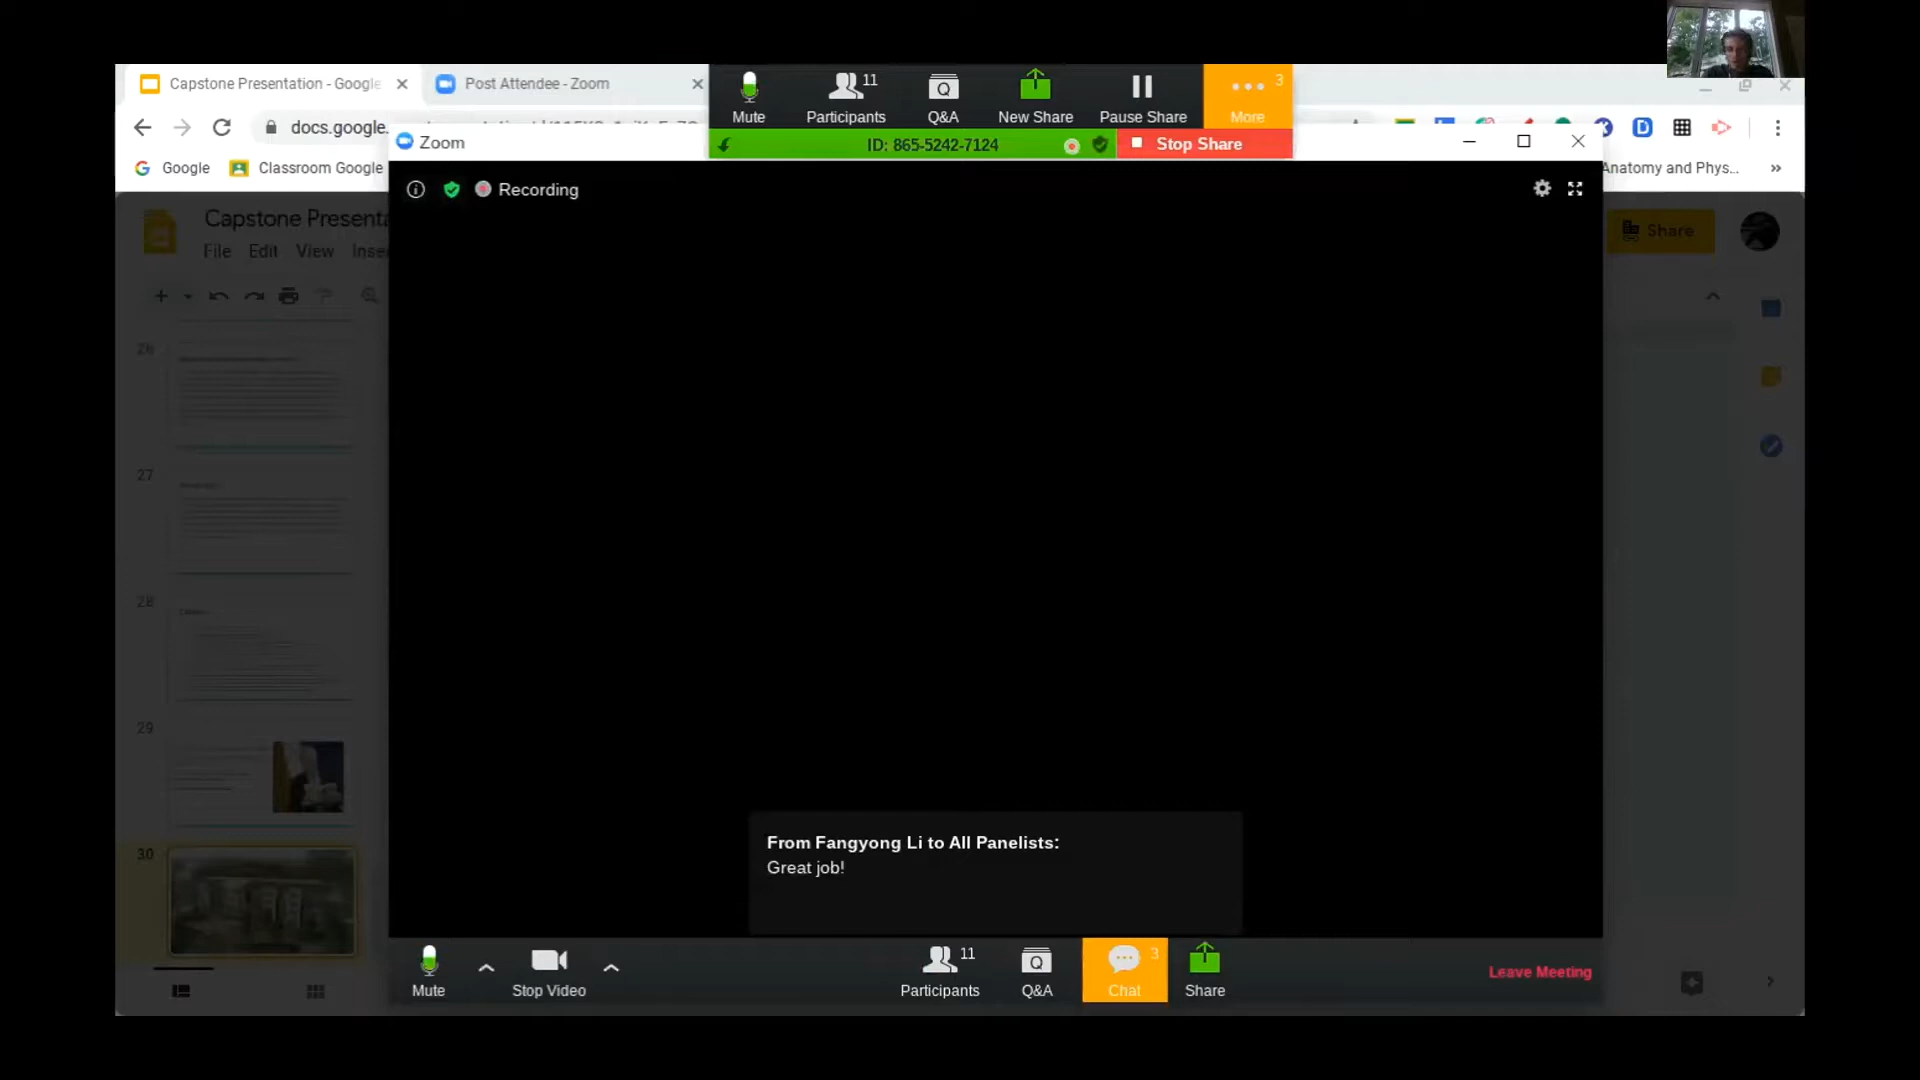 Capstone Presentation - Google
Post Attendee - Zoom
Mute
Participants
11
Q&A
New Share
Pause Share
More
3
docs.google.
Zoom
ID: 865-5242-7124
Stop Share
Google
Classroom Google
Anatomy and Phys...
Recording
Capstone Presenta
Share
File Edit View Inser
26
27
28
29
30
From Fangyong Li to All Panelists:
Great job!
Mute
Stop Video
Participants
11
Q&A
Chat
3
Share
Leave Meeting